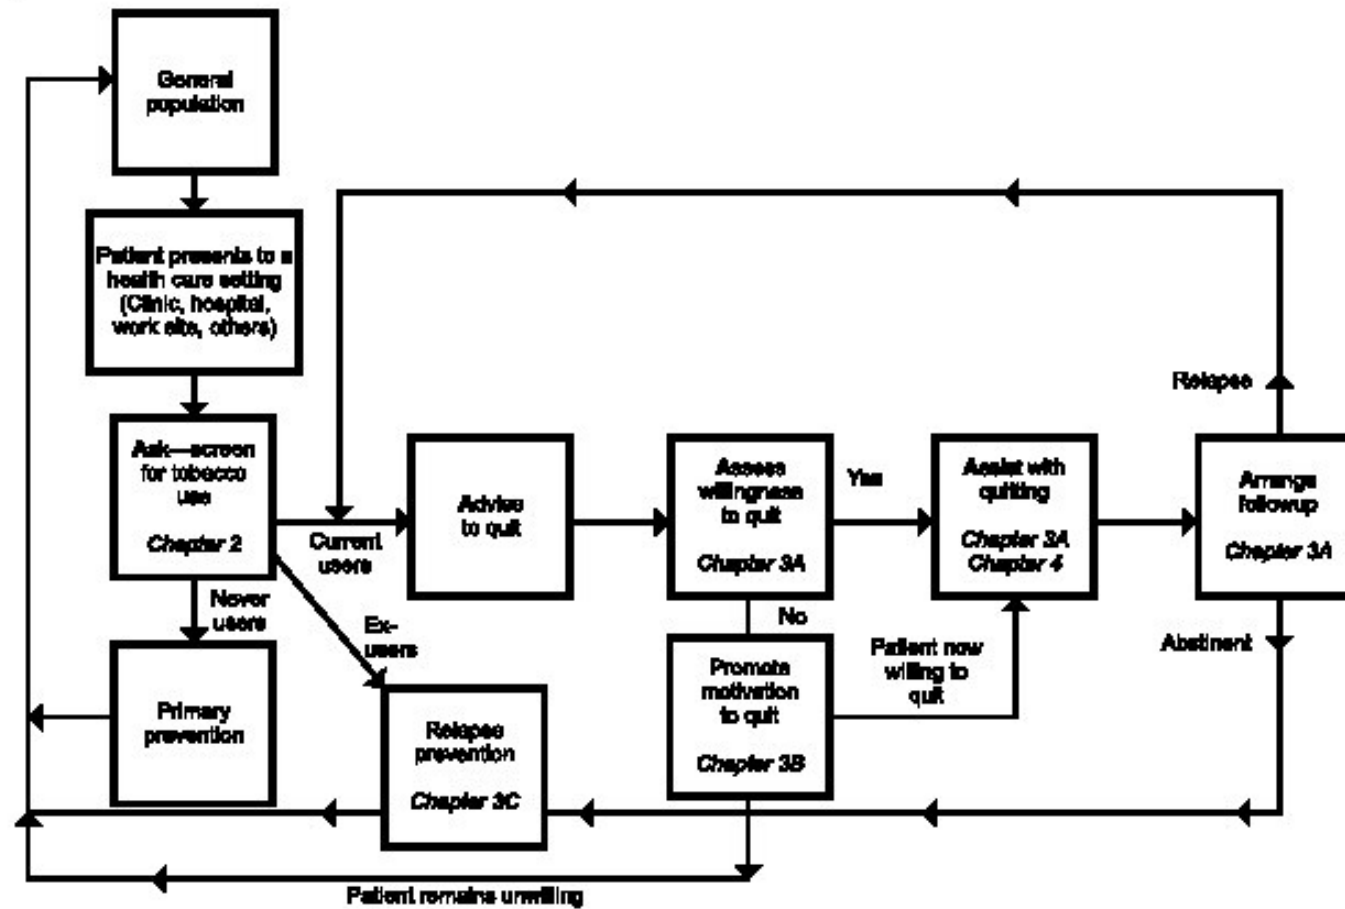 General
population
Patient presents to a
health care setting
(Clinic, hospital,
work site, others)
Ask—screen
for tobacco
use
Chapter 2
Never
users
Primary
prevention
Current
users
Ex-
users
Relapse
prevention
Chapter 3C
Advise
to quit
Assess
willingness
to quit
Chapter 3A
Yes
No
Promote
motivation
to quit
Chapter 3B
Patient now
willing to
quit
Assist with
quitting
Chapter 3A
Chapter 4
Arrange
followup
Chapter 3A
Relapse
Abstinent
Patient remains unwilling